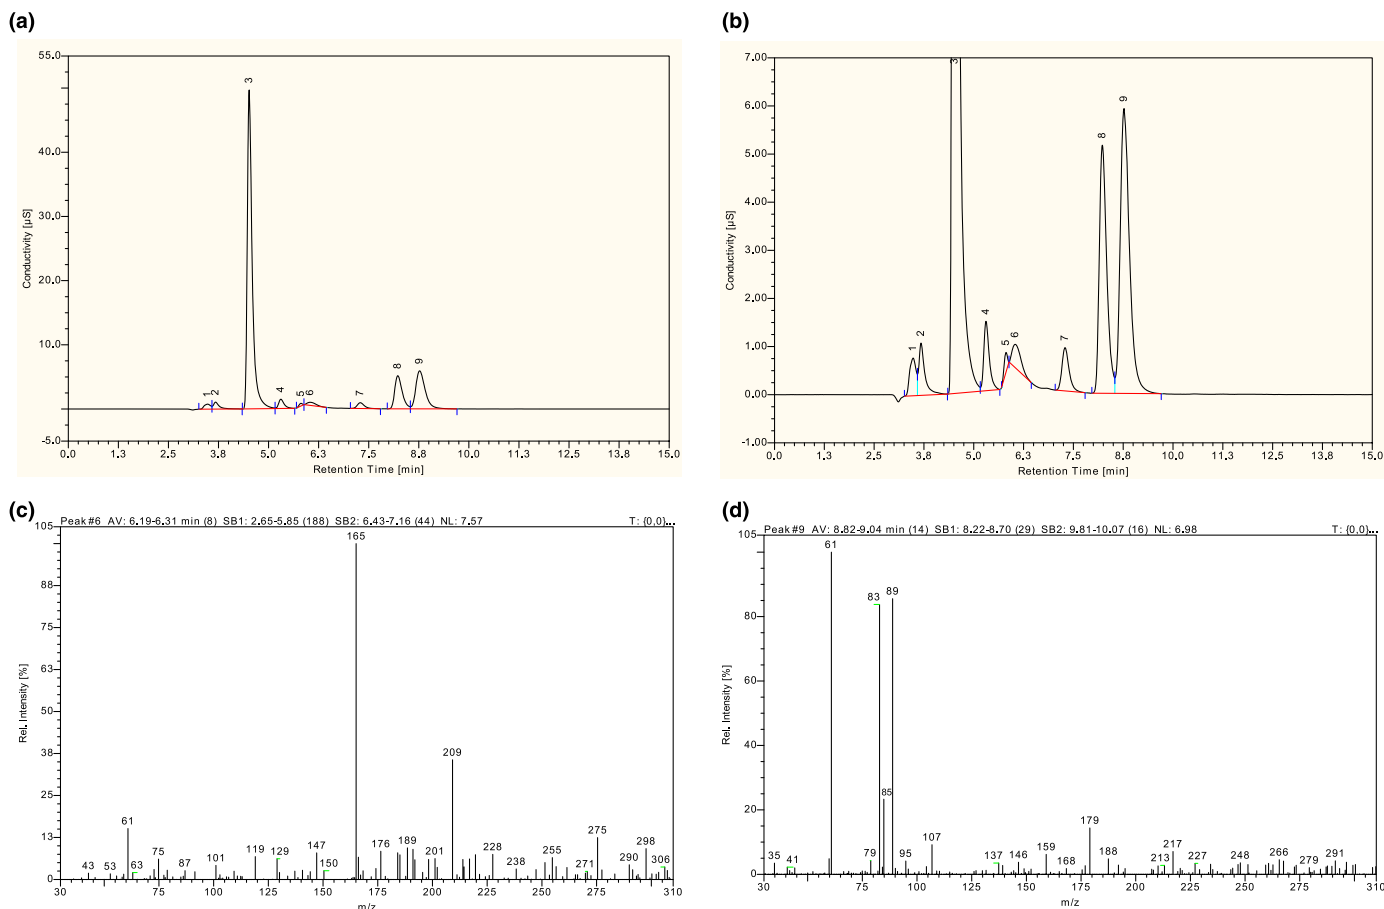 (a)
55.0
40.0
30.0
20.0
10.0
-5.0
Conductivity [µS]
1
2
3
4
5
6
7
8
9
0.0 1.3 2.5 3.8 5.0 6.3 7.5 8.8 10.0 11.3 12.5 13.8 15.0
Retention Time [min]
(b)
7.00
6.00
5.00
4.00
3.00
2.00
1.00
0.00
-1.00
Conductivity [µS]
1
2
3
4
5
6
7
8
9
0.0 1.3 2.5 3.8 5.0 6.3 7.5 8.8 10.0 11.3 12.5 13.8 15.0
Retention Time [min]
(c)
Peak#6 AV: 6.19-6.31 min (8) SB1: 2.65-5.85 (188) SB2: 6.43-7.16 (44) NL: 7.57 T: {0,0}...
105
88
75
63
50
38
25
13
0
Rel. Intensity [%]
165
209
61
275
43 53 63 75 87 101 119 129 147 150 176 189 201 228 238 255 271 290 298 306
30 75 100 125 150 175 200 225 250 275 310
m/z
(d)
Peak#9 AV: 8.82-9.04 min (14) SB1: 8.22-8.70 (29) SB2: 9.81-10.07 (16) NL: 6.98 T: {0,0}...
105
80
60
40
20
0
Rel. Intensity [%]
61
83
89
85
179
107
35 41 79 95 137 146 159 168 188 213 217 227 248 266 279 291
30 75 100 125 150 175 200 225 250 275 310
m/z